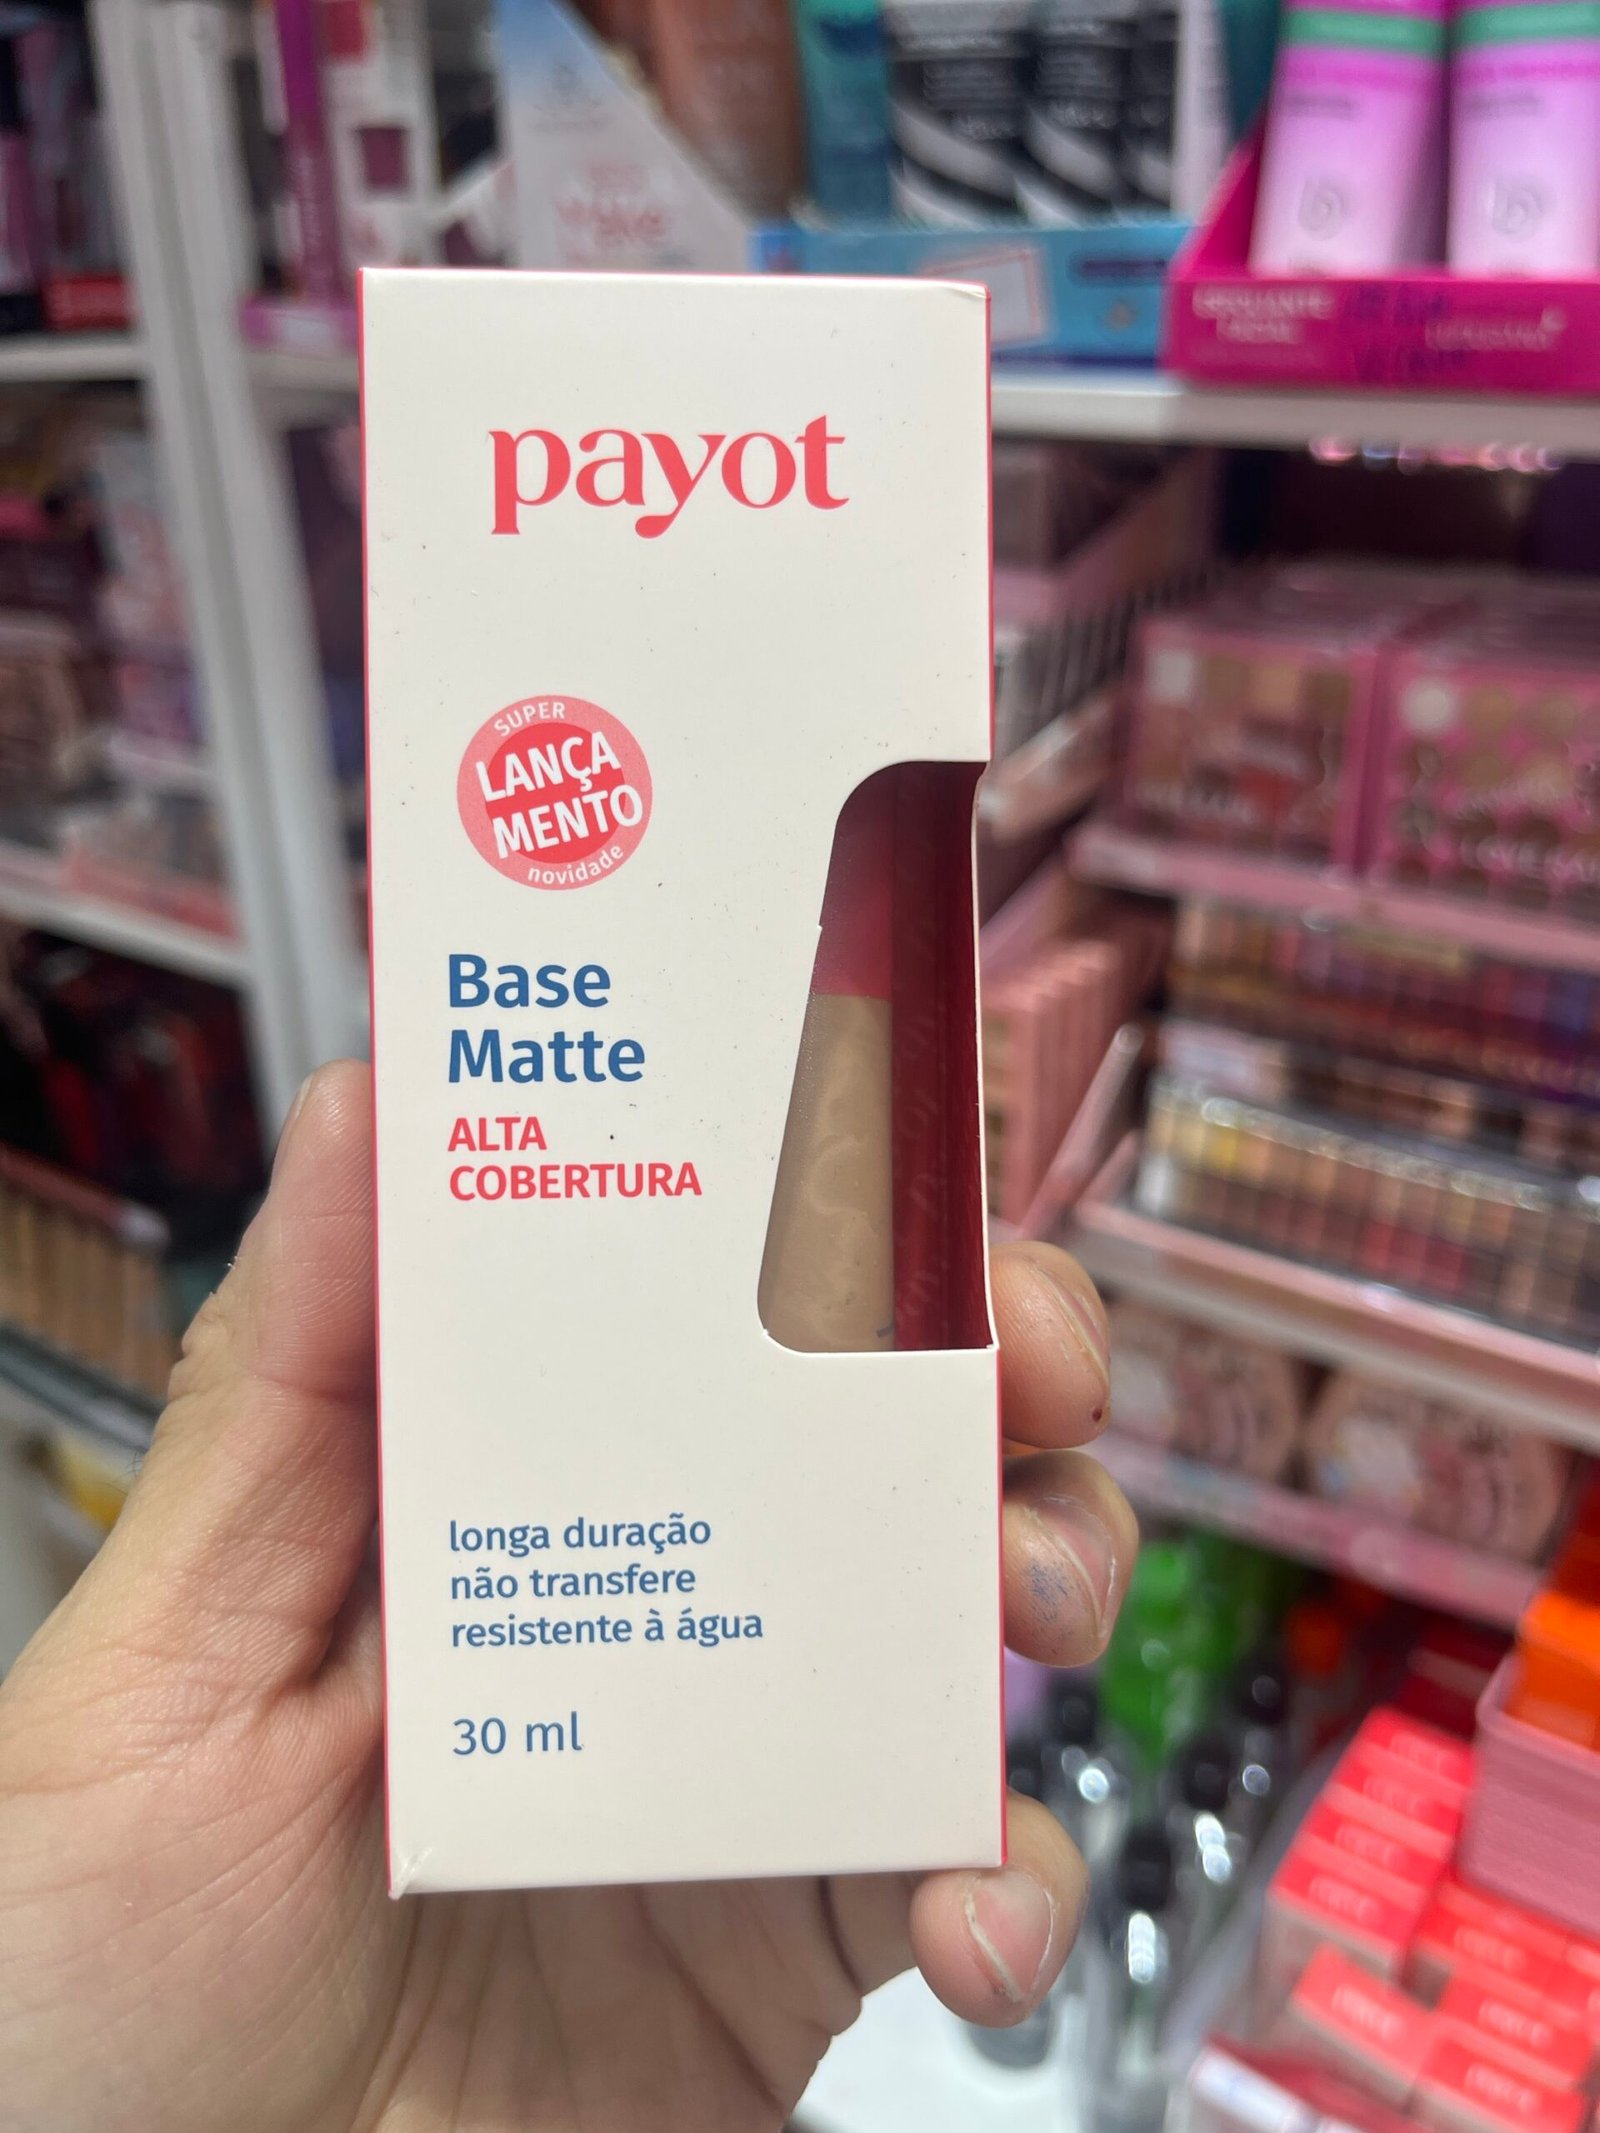 payot
SUPER
LANÇA
MENTO
novidade
Base
Matte
ALTA
COBERTURA
longa duração
não transfere
resistente à água
30 ml